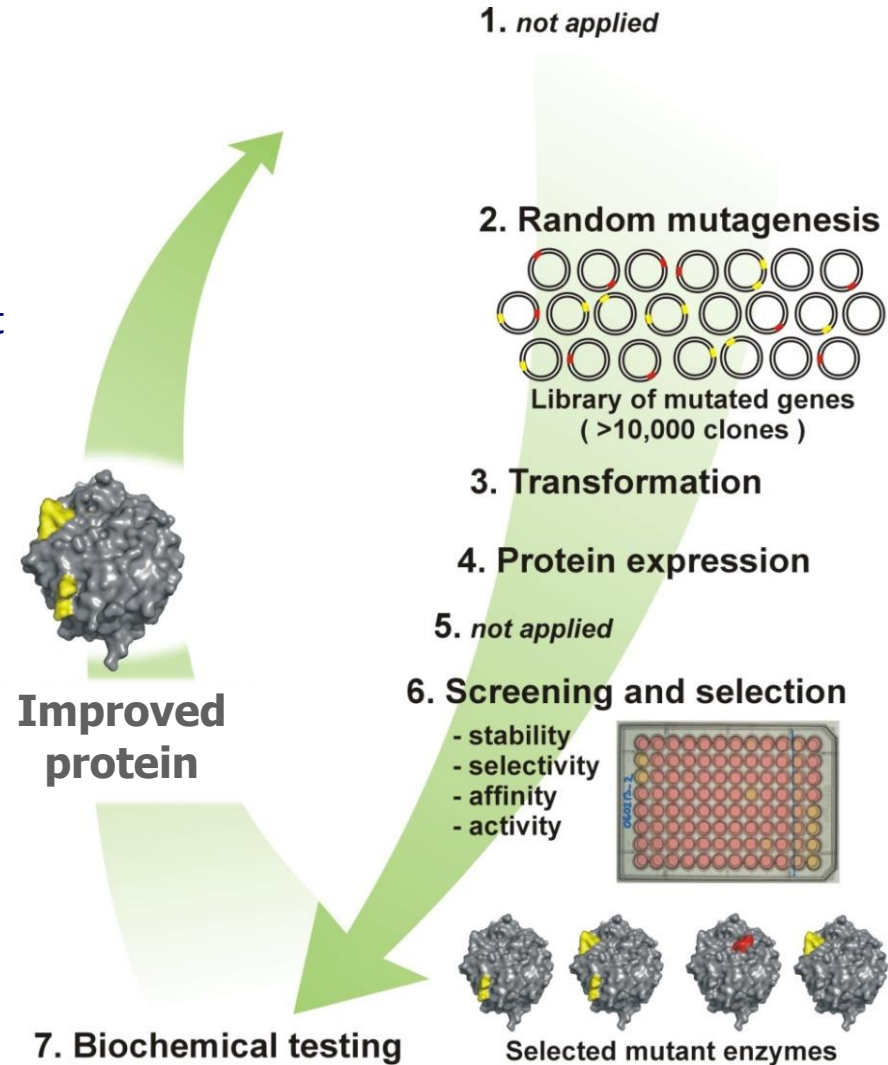 1. not applied
2. Random mutagenesis
t
Library of mutated genes
( >10,000 clones )
3. Transformation
4. Protein expression
5. not applied
6. Screening and selection
- stability
- selectivity
- affinity
- activity
Improved
protein
7. Biochemical testing
Selected mutant enzymes